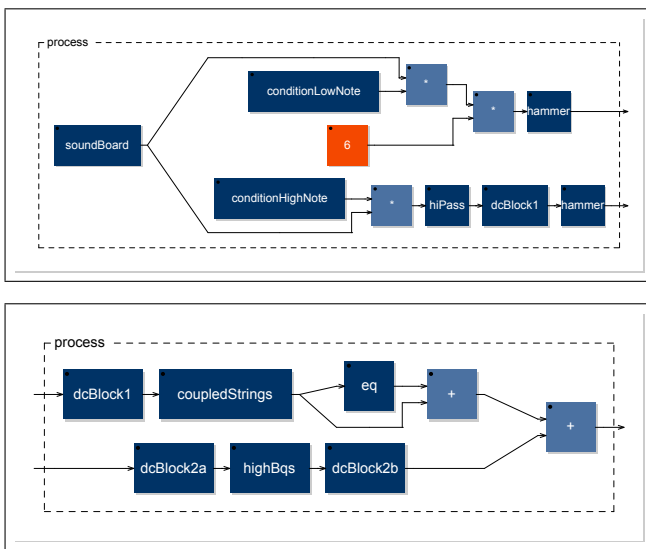 process
conditionLowNote
*
*
hammer
soundBoard
6
conditionHighNote
*
hiPass
dcBlock1
hammer
process
dcBlock1
coupledStrings
eq
+
+
dcBlock2a
highBqs
dcBlock2b